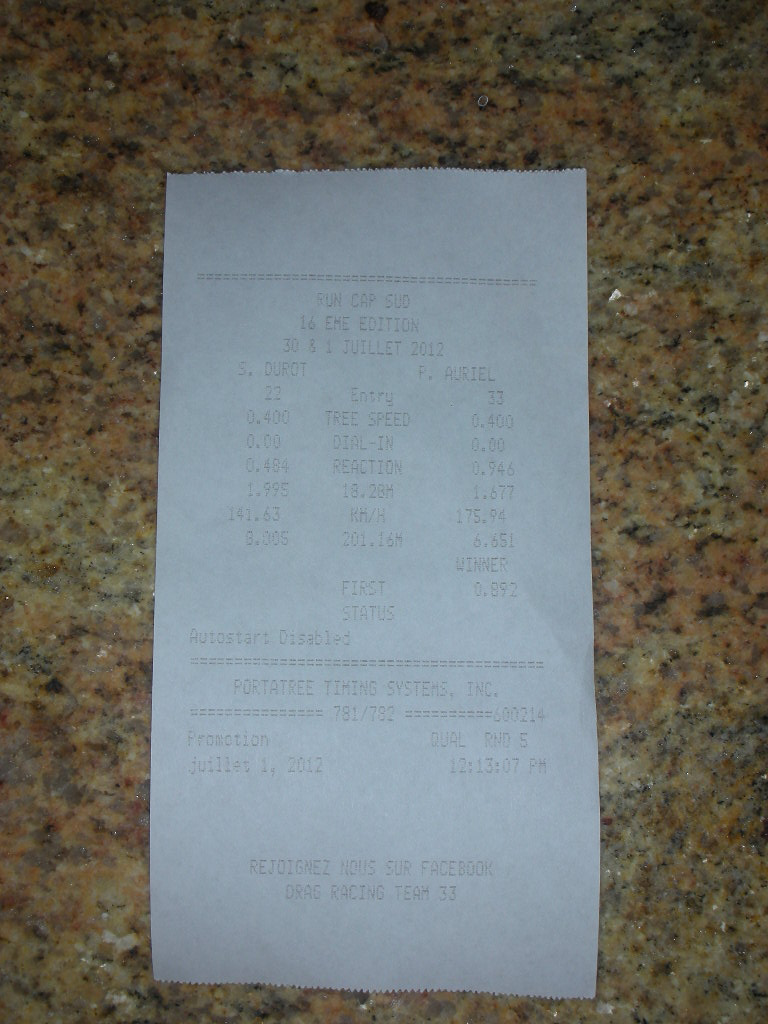 =======================================
RUN CAP SUD
16 EME EDITION
30 & 1 JUILLET 2012
S. DUROT P. AURIEL
22 Entry 33
0.400 TREE SPEED 0.400
0.00 DIAL-IN 0.00
0.484 REACTION 0.946
1.995 18.28M 1.677
141.63 KM/H 175.94
8.005 201.16M 6.651
WINNER
FIRST 0.892
STATUS
Autostart Disabled
========================================
PORTATREE TIMING SYSTEMS, INC.
=============== 781/782 ==========600214
Promotion QUAL RND 5
juillet 1, 2012 12:13:07 PM
REJOIGNEZ NOUS SUR FACEBOOK
DRAG RACING TEAM 33